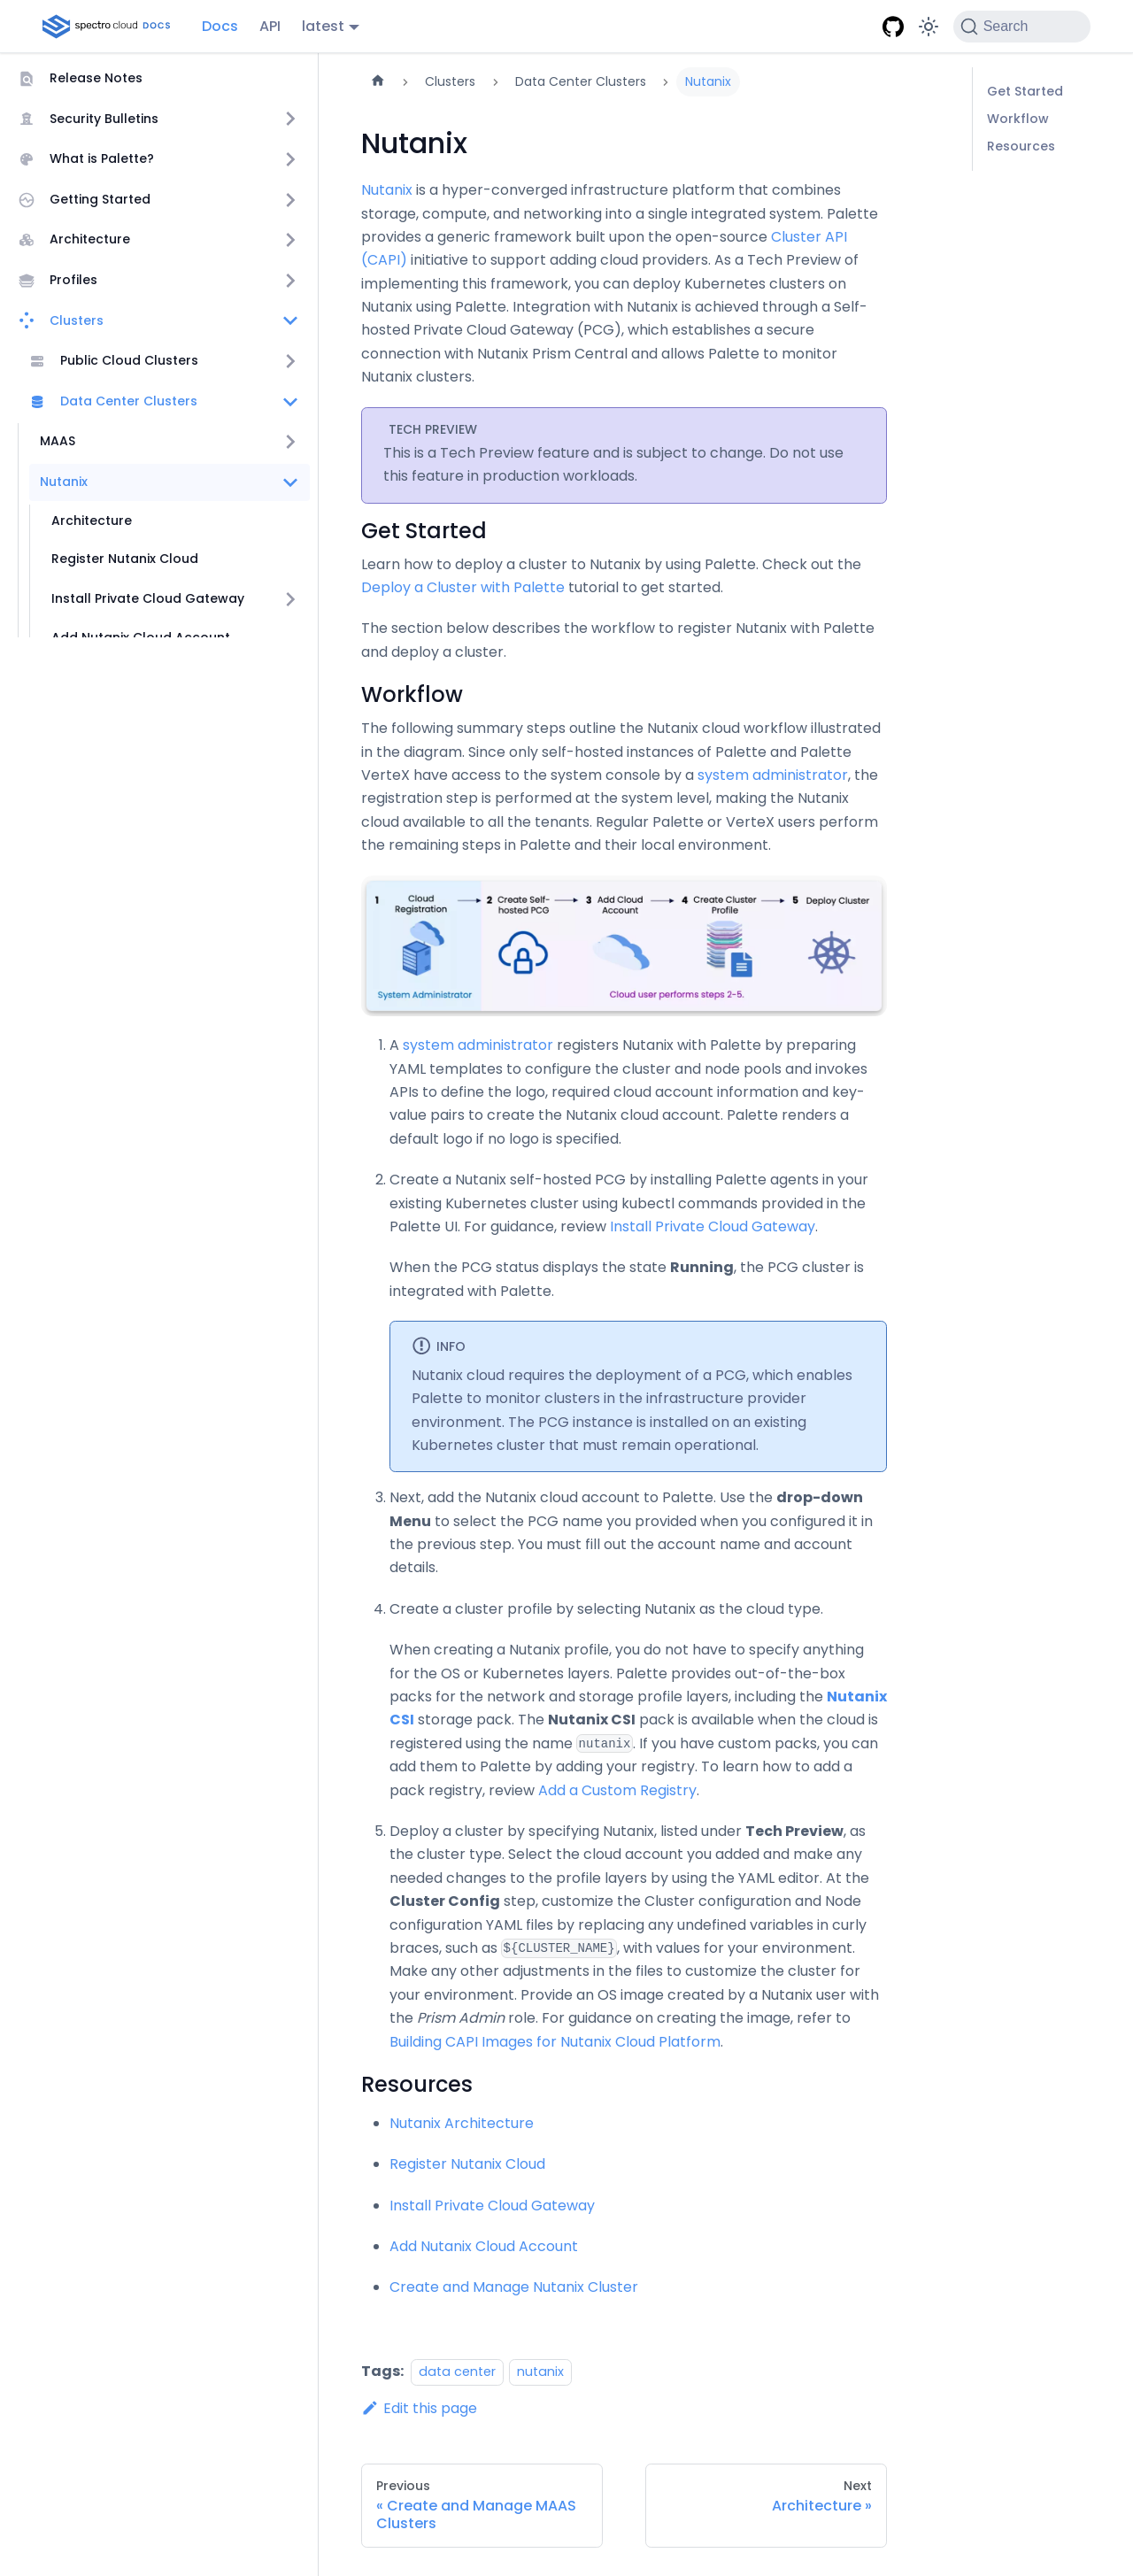 spectro cloud DOCS
Docs
API
latest
Search
Release Notes
Security Bulletins
What is Palette?
Getting Started
Architecture
Profiles
Clusters
Public Cloud Clusters
Data Center Clusters
MAAS
Nutanix
Architecture
Register Nutanix Cloud
Install Private Cloud Gateway
Add Nutanix Cloud Account
Clusters
Data Center Clusters
Nutanix
Nutanix
Nutanix is a hyper-converged infrastructure platform that combines
storage, compute, and networking into a single integrated system. Palette
provides a generic framework built upon the open-source Cluster API
(CAPI) initiative to support adding cloud providers. As a Tech Preview of
implementing this framework, you can deploy Kubernetes clusters on
Nutanix using Palette. Integration with Nutanix is achieved through a Self-
hosted Private Cloud Gateway (PCG), which establishes a secure
connection with Nutanix Prism Central and allows Palette to monitor
Nutanix clusters.
TECH PREVIEW
This is a Tech Preview feature and is subject to change. Do not use
this feature in production workloads.
Get Started
Learn how to deploy a cluster to Nutanix by using Palette. Check out the
Deploy a Cluster with Palette tutorial to get started.
The section below describes the workflow to register Nutanix with Palette
and deploy a cluster.
Workflow
The following summary steps outline the Nutanix cloud workflow illustrated
in the diagram. Since only self-hosted instances of Palette and Palette
VerteX have access to the system console by a system administrator, the
registration step is performed at the system level, making the Nutanix
cloud available to all the tenants. Regular Palette or VerteX users perform
the remaining steps in Palette and their local environment.
1 Cloud Registration
2 Create Self-hosted PCG
3 Add Cloud Account
4 Create Cluster Profile
5 Deploy Cluster
System Administrator
Cloud user performs steps 2-5.
1. A system administrator registers Nutanix with Palette by preparing
YAML templates to configure the cluster and node pools and invokes
APIs to define the logo, required cloud account information and key-
value pairs to create the Nutanix cloud account. Palette renders a
default logo if no logo is specified.
2. Create a Nutanix self-hosted PCG by installing Palette agents in your
existing Kubernetes cluster using kubectl commands provided in the
Palette UI. For guidance, review Install Private Cloud Gateway.
When the PCG status displays the state Running, the PCG cluster is
integrated with Palette.
INFO
Nutanix cloud requires the deployment of a PCG, which enables
Palette to monitor clusters in the infrastructure provider
environment. The PCG instance is installed on an existing
Kubernetes cluster that must remain operational.
3. Next, add the Nutanix cloud account to Palette. Use the drop-down
Menu to select the PCG name you provided when you configured it in
the previous step. You must fill out the account name and account
details.
4. Create a cluster profile by selecting Nutanix as the cloud type.
When creating a Nutanix profile, you do not have to specify anything
for the OS or Kubernetes layers. Palette provides out-of-the-box
packs for the network and storage profile layers, including the Nutanix
CSI storage pack. The Nutanix CSI pack is available when the cloud is
registered using the name nutanix. If you have custom packs, you can
add them to Palette by adding your registry. To learn how to add a
pack registry, review Add a Custom Registry.
5. Deploy a cluster by specifying Nutanix, listed under Tech Preview, as
the cluster type. Select the cloud account you added and make any
needed changes to the profile layers by using the YAML editor. At the
Cluster Config step, customize the Cluster configuration and Node
configuration YAML files by replacing any undefined variables in curly
braces, such as ${CLUSTER_NAME}, with values for your environment.
Make any other adjustments in the files to customize the cluster for
your environment. Provide an OS image created by a Nutanix user with
the Prism Admin role. For guidance on creating the image, refer to
Building CAPI Images for Nutanix Cloud Platform.
Resources
Nutanix Architecture
Register Nutanix Cloud
Install Private Cloud Gateway
Add Nutanix Cloud Account
Create and Manage Nutanix Cluster
Tags: data center nutanix
Edit this page
Previous
« Create and Manage MAAS
Clusters
Next
Architecture »
Get Started
Workflow
Resources